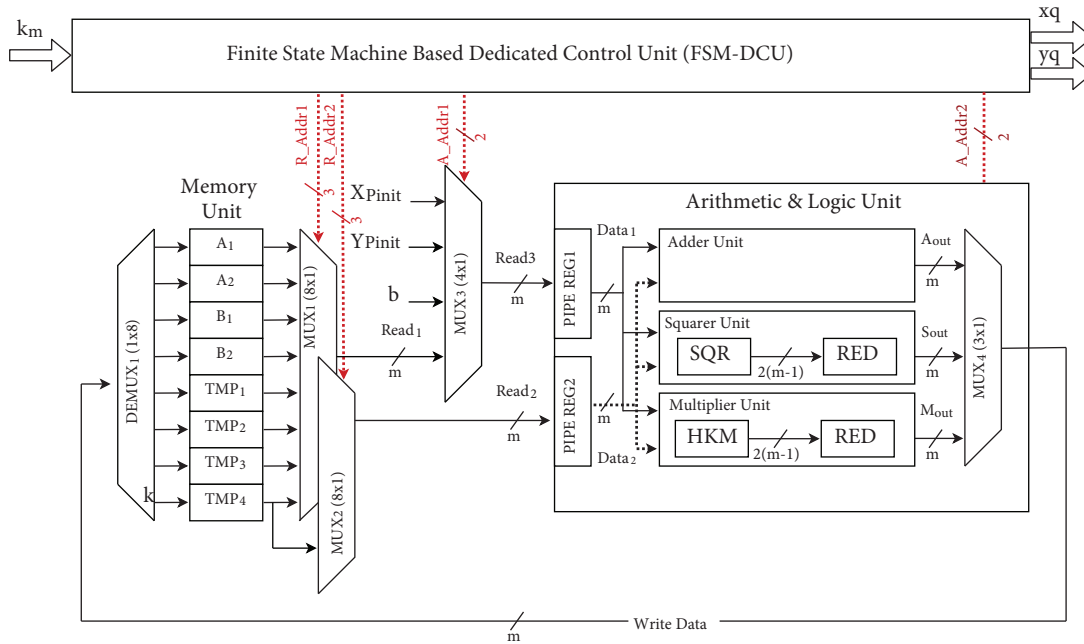 km
Finite State Machine Based Dedicated Control Unit (FSM-DCU)
xq
yq
R_Addr1
3
R_Addr2
3
A_Addr1
2
A_Addr2
2
Memory
Unit
DEMUX1 (1x8)
k
A1
A2
B1
B2
TMP1
TMP2
TMP3
TMP4
MUX1 (8x1)
MUX2 (8x1)
XPinit
YPinit
b
Read1
m
MUX3 (4x1)
Read3
m
Read2
m
Arithmetic & Logic Unit
PIPE REG1
PIPE REG2
Data1
m
m
Data2
Adder Unit
Aout
m
Squarer Unit
SQR
2(m-1)
RED
Sout
m
Multiplier Unit
HKM
2(m-1)
RED
Mout
m
MUX4 (3x1)
m
Write Data